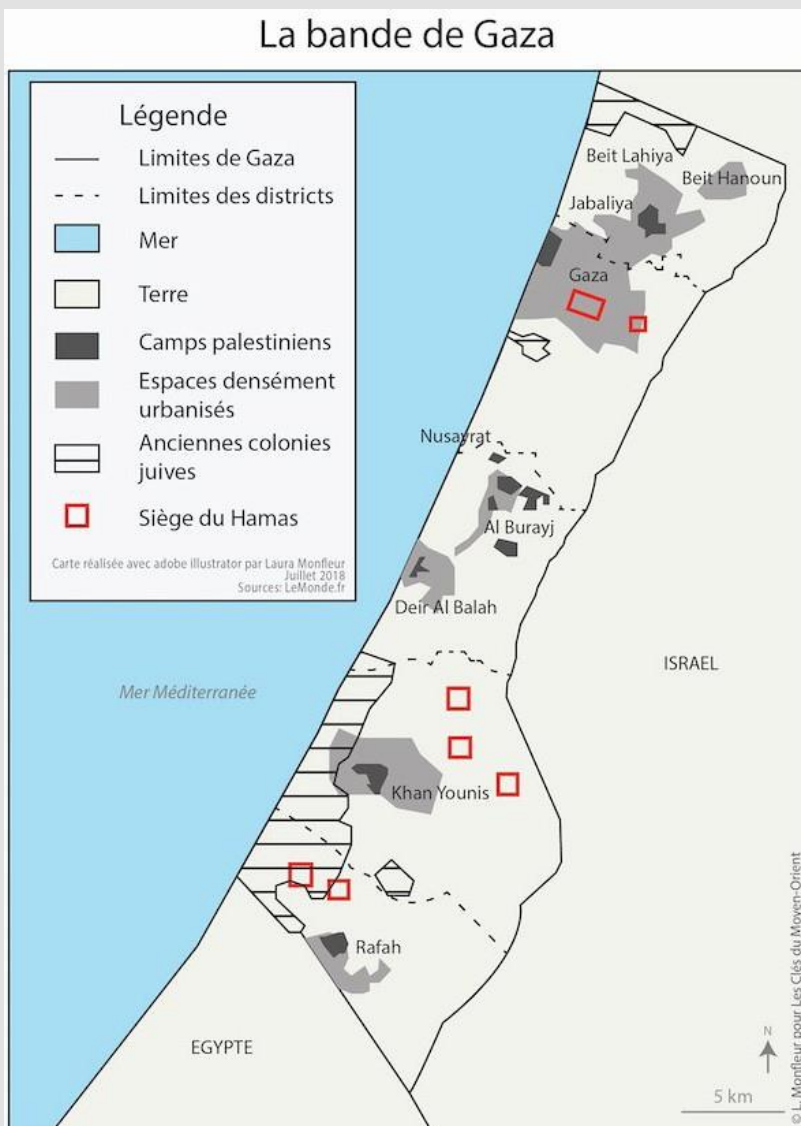 La bande de Gaza
Légende
Limites de Gaza
Limites des districts
Mer
Terre
Camps palestiniens
Espaces densément
urbanisés
Anciennes colonies
juives
Siège du Hamas
Carte réalisée avec adobe illustrator par Laura Monfleur
Juillet 2018
Sources: LeMonde.fr
Beit Lahiya
Beit Hanoun
Jabaliya
Gaza
Nusayrat
Al Burayj
Deir Al Balah
ISRAEL
Mer Méditerranée
Khan Younis
Rafah
EGYPTE
N
5 km
© L. Monfleur pour Les Clés du Moyen-Orient